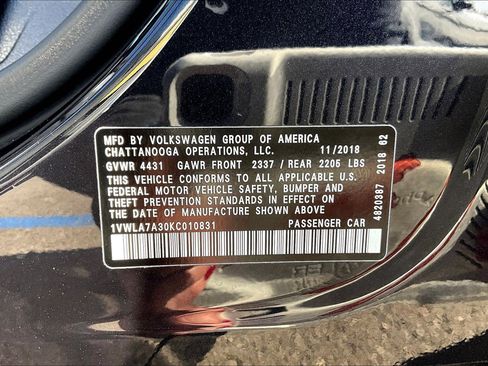 MFD BY VOLKSWAGEN GROUP OF AMERICA
CHATTANOOGA OPERATIONS, LLC. 11/2018
GVWR 4431 GAWR FRONT 2337 / REAR 2205 LBS
THIS VEHICLE CONFORMS TO ALL APPLICABLE U.S.
FEDERAL MOTOR VEHICLE SAFETY, BUMPER AND
THEFT PREVENTION STANDARDS IN EFFECT ON
THE DATE OF MANUFACTURE SHOWN ABOVE
1VWLA7A30KC010831 PASSENGER CAR
4820387 2018 62